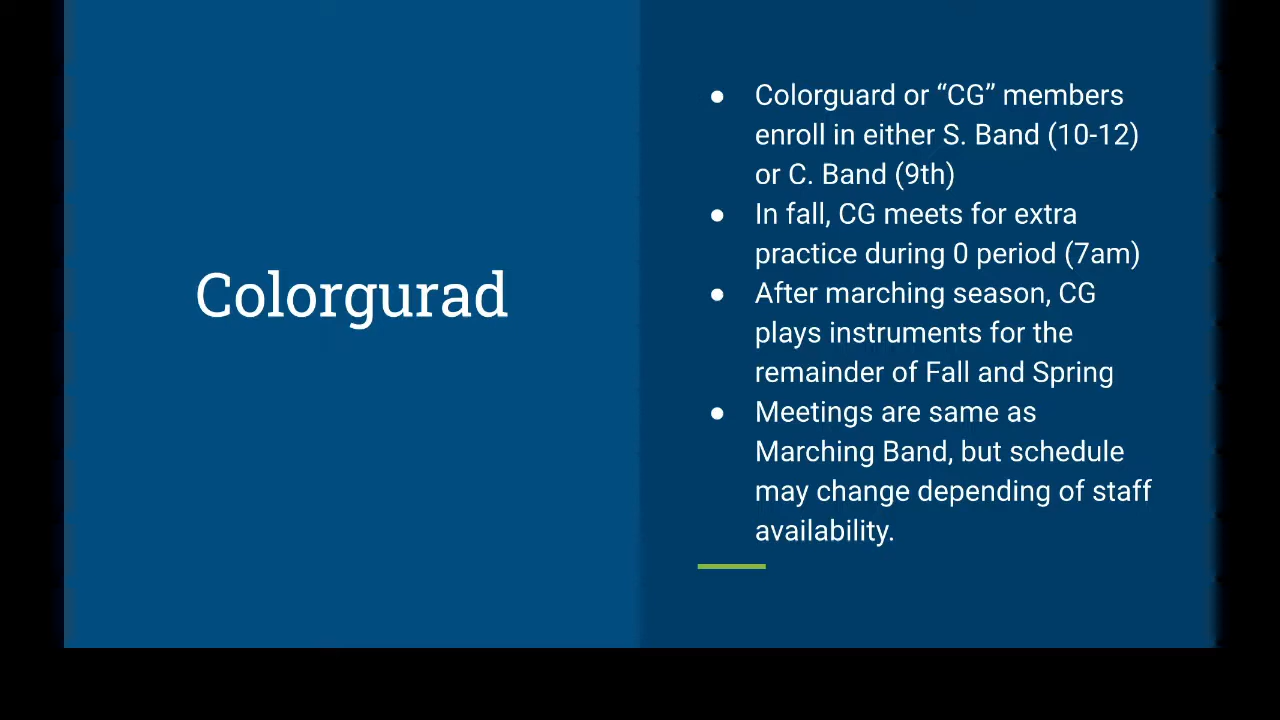 Colorgurad
● Colorguard or “CG” members
enroll in either S. Band (10-12)
or C. Band (9th)
● In fall, CG meets for extra
practice during 0 period (7am)
● After marching season, CG
plays instruments for the
remainder of Fall and Spring
● Meetings are same as
Marching Band, but schedule
may change depending of staff
availability.